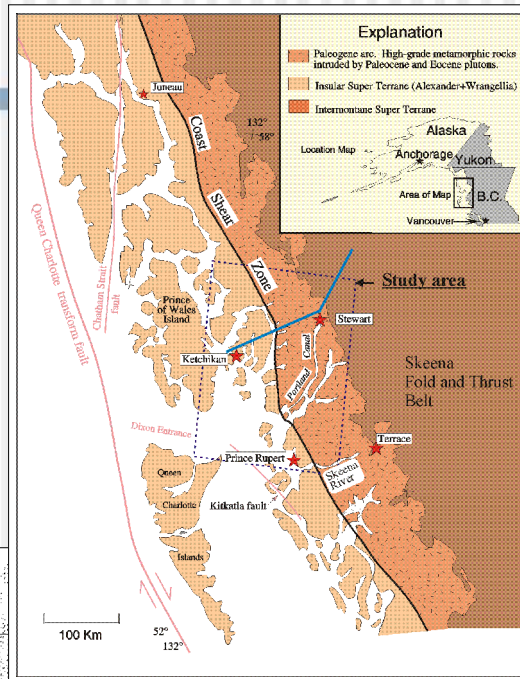 Explanation
Paleogene arc. High-grade metamorphic rocks
intruded by Paleocene and Eocene plutons.
Insular Super Terrane (Alexander+Wrangellia)
Intermontane Super Terrane
Alaska
Location Map
Anchorage
Yukon
Area of Map
B.C.
Vancouver
Juneau
132°
58°
Coast
Shear
Zone
Queen Charlotte transform fault
Chatham Strait
fault
Prince
of Wales
Island
Study area
Stewart
Ketchikan
Portland
Canal
Skeena
Fold and Thrust
Belt
Dixon Entrance
Terrace
Prince Rupert
Skeena
River
Queen
Charlotte
Islands
Kitkatla fault
100 Km
52°
132°